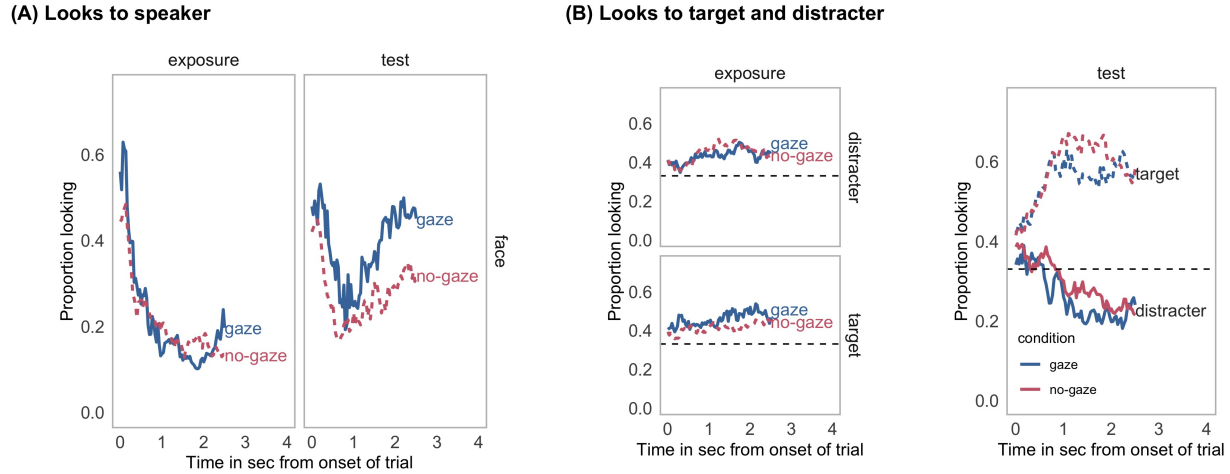 (A) Looks to speaker
exposure
test
Proportion looking
0.6
0.4
0.2
0.0
gaze
no-gaze
gaze
no-gaze
face
0 1 2 3 4
0 1 2 3 4
Time in sec from onset of trial
(B) Looks to target and distracter
exposure
Proportion looking
0.6
0.4
0.2
0.0
gaze
no-gaze
distracter
0.6
0.4
0.2
0.0
gaze
no-gaze
target
0 1 2 3 4
Time in sec from onset of trial
test
Proportion looking
0.6
0.4
0.2
0.0
target
distracter
condition
gaze
no-gaze
0 1 2 3 4
Time in sec from onset of trial